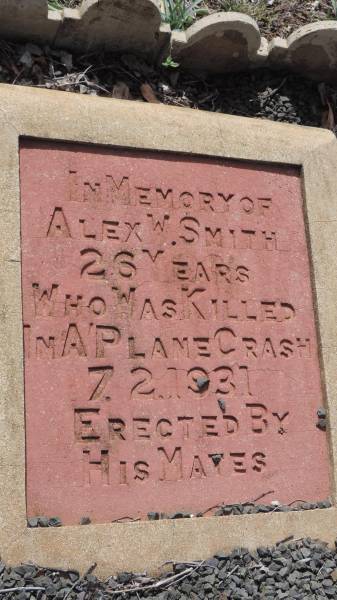 IN MEMORY OF
ALEX W. SMITH
26 YEARS
WHO WAS KILLED
IN A PLANE CRASH
7.2.1931
ERECTED BY
HIS MATES